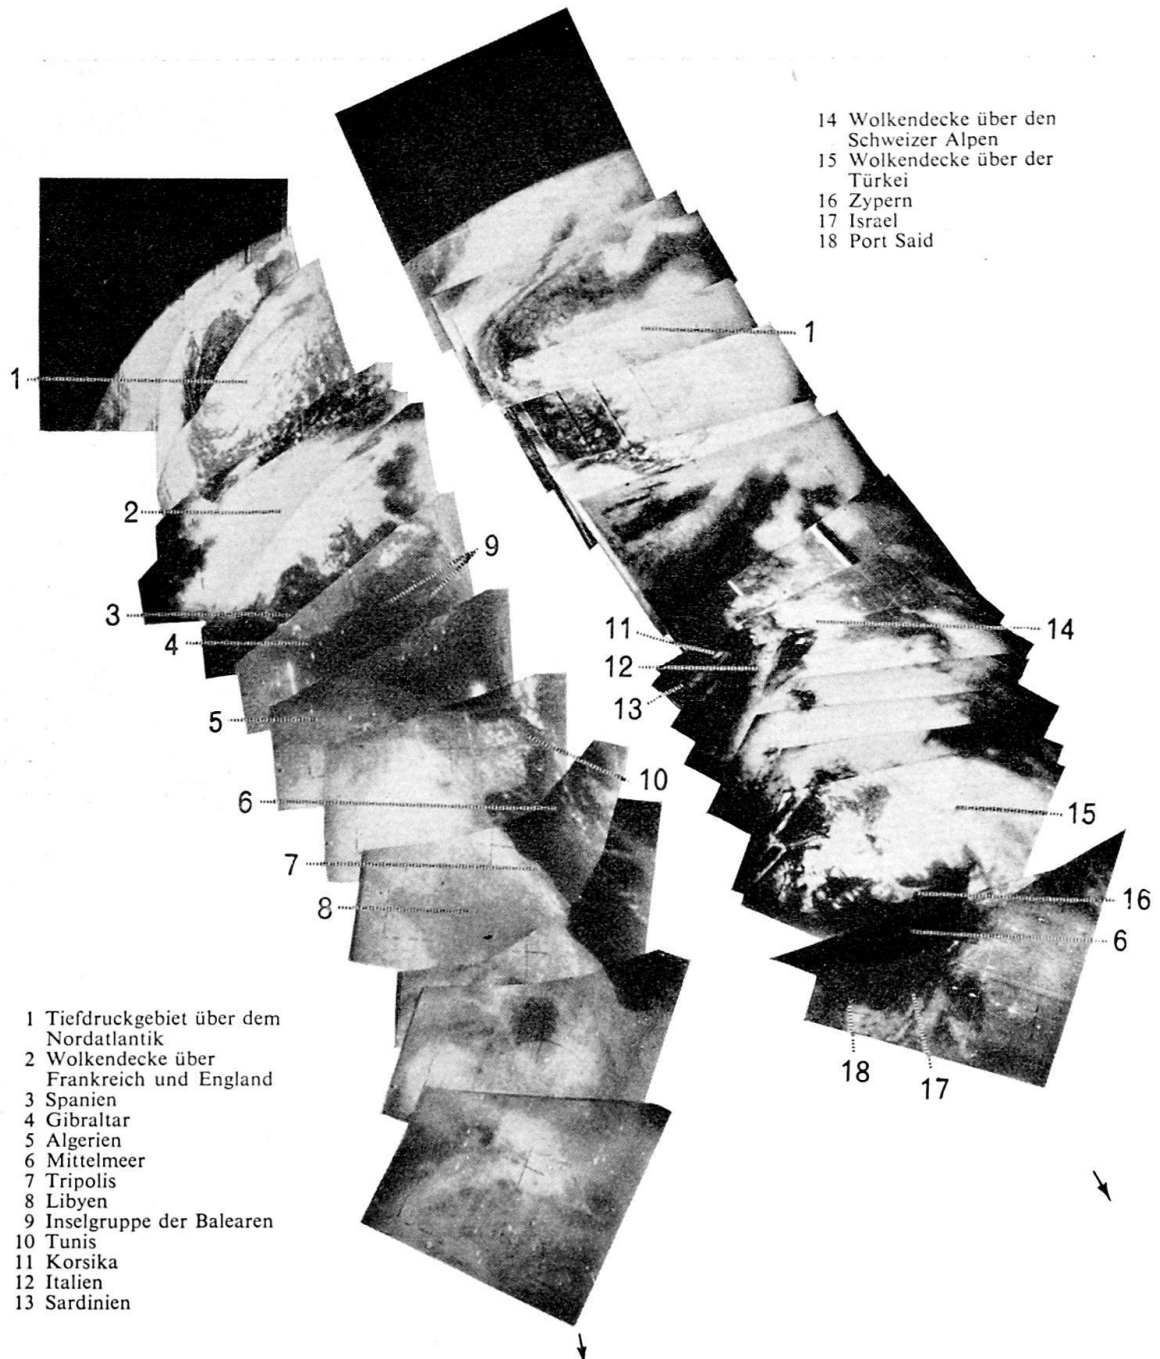 14 Wolkendecke über den
Schweizer Alpen
15 Wolkendecke über der
Türkei
16 Zypern
17 Israel
18 Port Said
1
1
2
9
3
4
11
14
12
13
5
10
6
15
7
8
16
6
18
17
1 Tiefdruckgebiet über dem
Nordatlantik
2 Wolkendecke über
Frankreich und England
3 Spanien
4 Gibraltar
5 Algerien
6 Mittelmeer
7 Tripolis
8 Libyen
9 Inselgruppe der Balearen
10 Tunis
11 Korsika
12 Italien
13 Sardinien